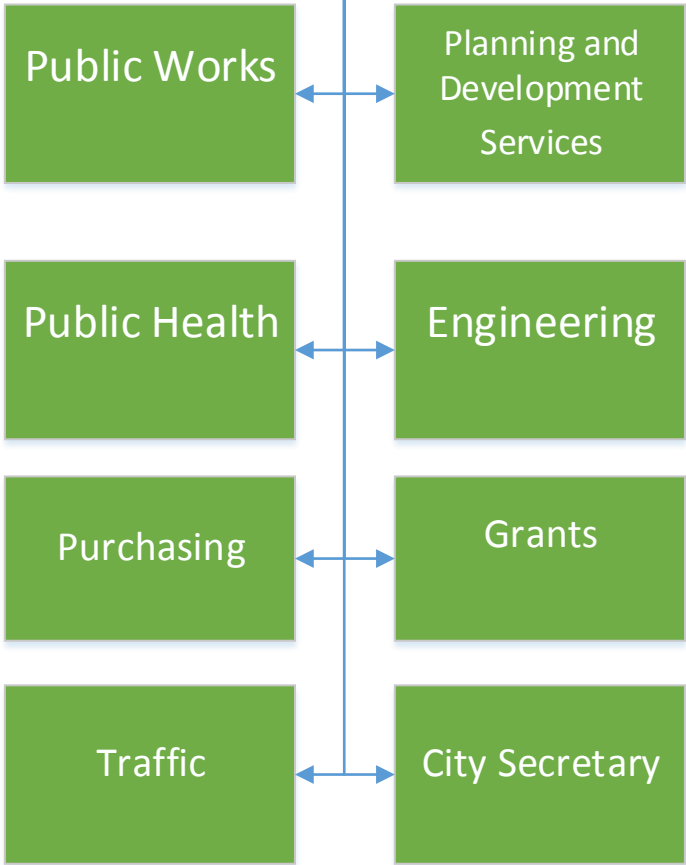 Public Works
Planning and
Development
Services
Public Health
Engineering
Purchasing
Grants
Traffic
City Secretary